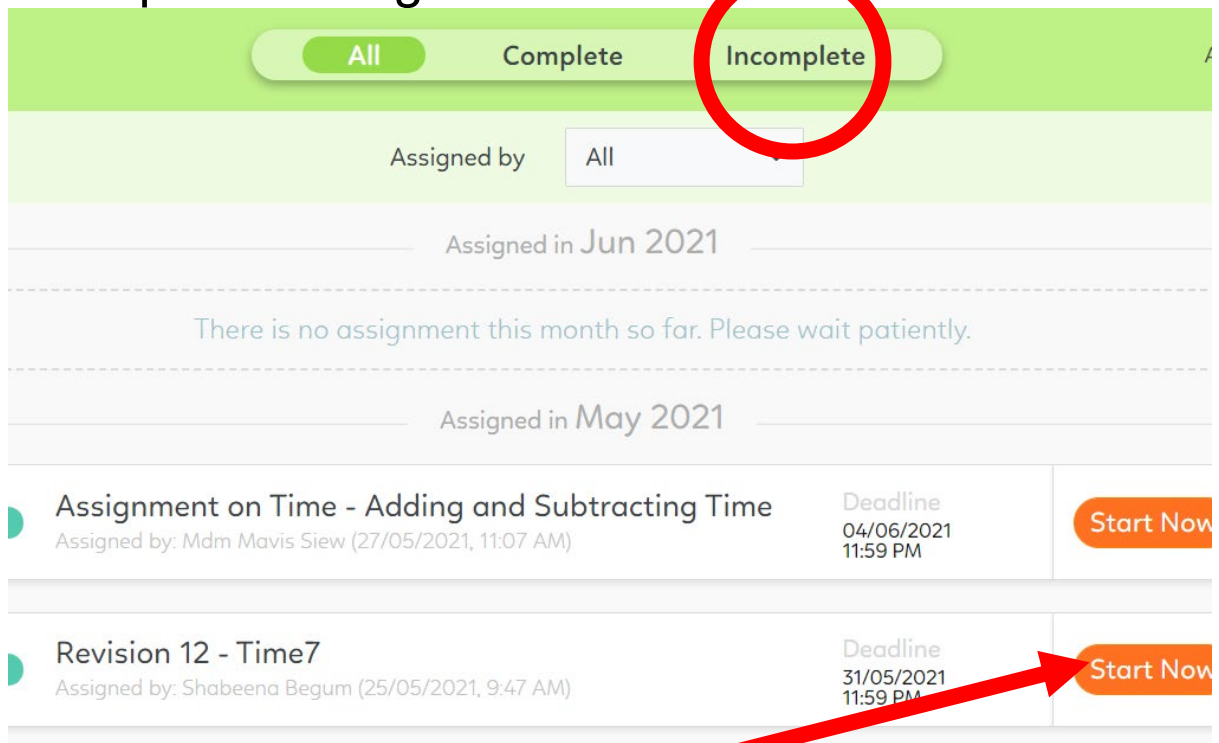 All Complete Incomplete
Assigned by All
Assigned in Jun 2021
There is no assignment this month so far. Please wait patiently.
Assigned in May 2021
Assignment on Time - Adding and Subtracting Time
Assigned by: Mdm Mavis Siew (27/05/2021, 11:07 AM)
Deadline
04/06/2021
11:59 PM
Start Now
Revision 12 - Time7
Assigned by: Shabeena Begum (25/05/2021, 9:47 AM)
Deadline
31/05/2021
11:59 PM
Start Now